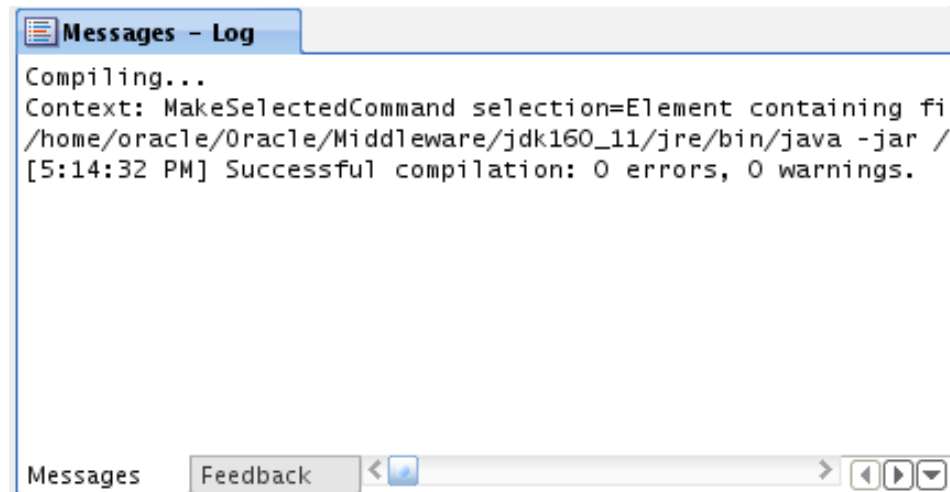 Messages - Log
Compiling...
Context: MakeSelectedCommand selection=Element containing fi
/home/oracle/Oracle/Middleware/jdk160_11/jre/bin/java -jar /
[5:14:32 PM] Successful compilation: 0 errors, 0 warnings.
Messages Feedback